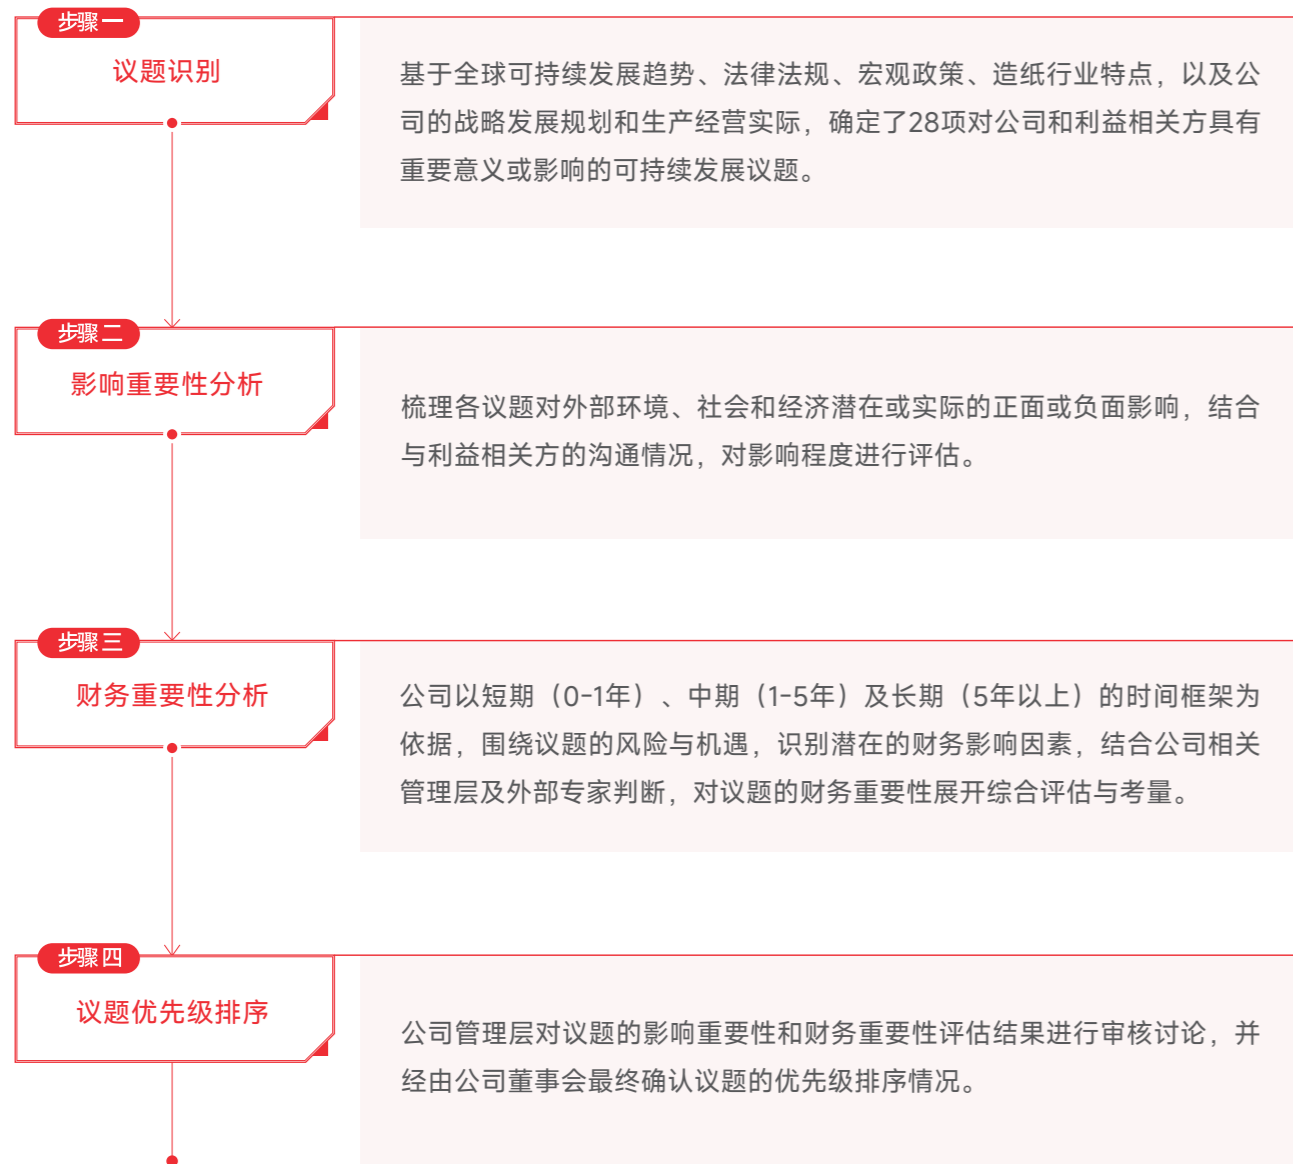 步骤一
议题识别
基于全球可持续发展趋势、法律法规、宏观政策、造纸行业特点，以及公
司的战略发展规划和生产经营实际，确定了28项对公司和利益相关方具有
重要意义或影响的可持续发展议题。
步骤二
影响重要性分析
梳理各议题对外部环境、社会和经济潜在或实际的正面或负面影响，结合
与利益相关方的沟通情况，对影响程度进行评估。
步骤三
财务重要性分析
公司以短期（0-1年）、中期（1-5年）及长期（5年以上）的时间框架为
依据，围绕议题的风险与机遇，识别潜在的财务影响因素，结合公司相关
管理层及外部专家判断，对议题的财务重要性展开综合评估与考量。
步骤四
议题优先级排序
公司管理层对议题的影响重要性和财务重要性评估结果进行审核讨论，并
经由公司董事会最终确认议题的优先级排序情况。